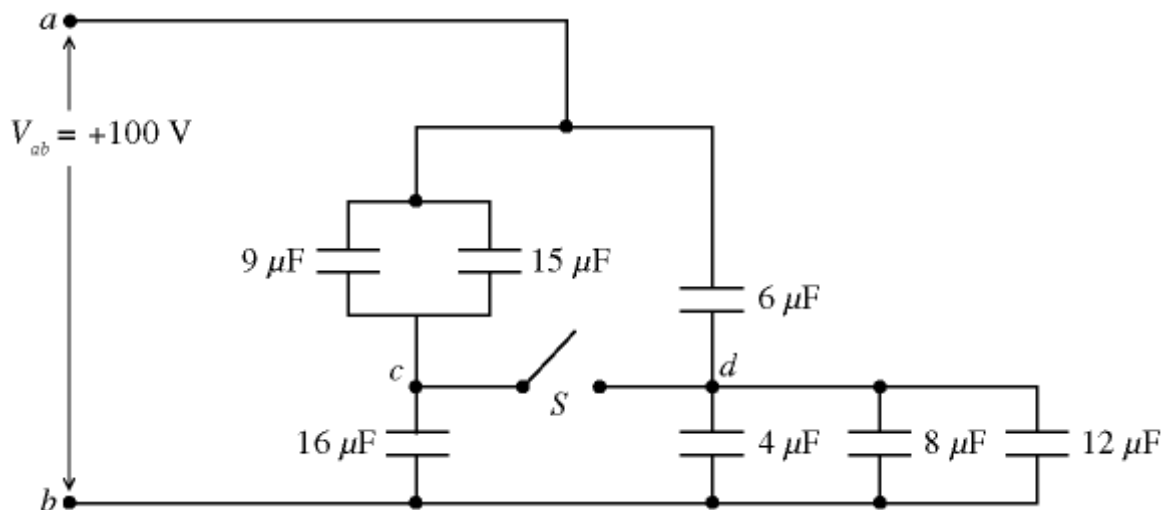 a
V_ab = +100 V
9 µF
15 µF
6 µF
c
S
d
16 µF
4 µF
8 µF
12 µF
b